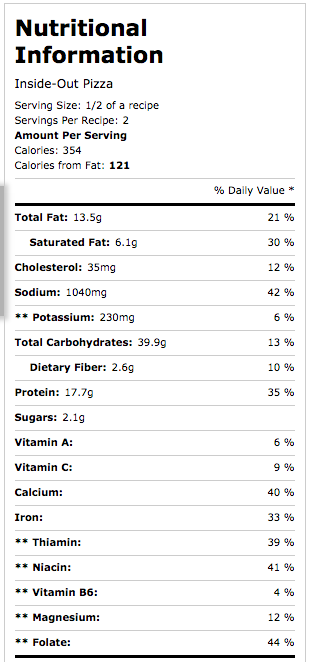 Nutritional
Information
Inside-Out Pizza
Serving Size: 1/2 of a recipe
Servings Per Recipe: 2
Amount Per Serving
Calories: 354
Calories from Fat: 121
% Daily Value *
Total Fat: 13.5g 21 %
Saturated Fat: 6.1g 30 %
Cholesterol: 35mg 12 %
Sodium: 1040mg 42 %
** Potassium: 230mg 6 %
Total Carbohydrates: 39.9g 13 %
Dietary Fiber: 2.6g 10 %
Protein: 17.7g 35 %
Sugars: 2.1g
Vitamin A: 6 %
Vitamin C: 9 %
Calcium: 40 %
Iron: 33 %
** Thiamin: 39 %
** Niacin: 41 %
** Vitamin B6: 4 %
** Magnesium: 12 %
** Folate: 44 %